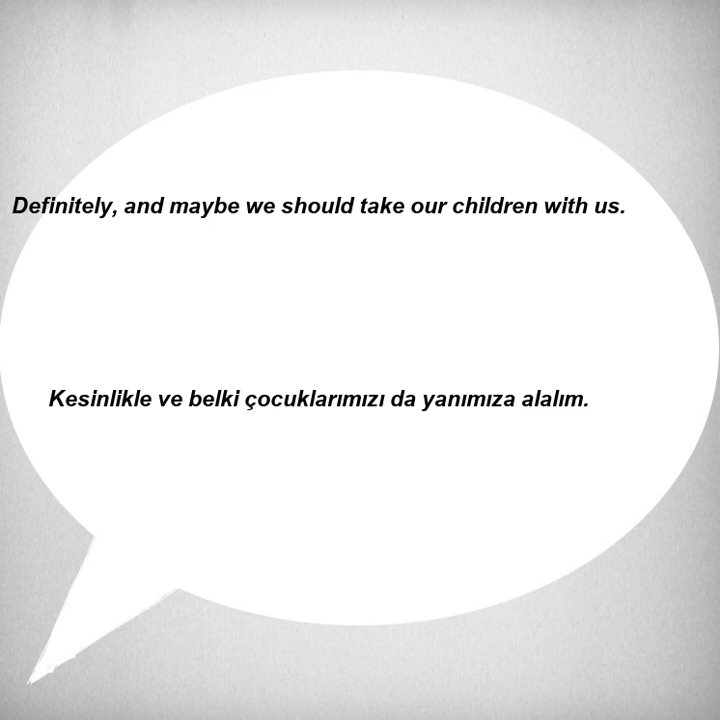 Definitely, and maybe we should take our children with us.
Kesinlikle ve belki çocuklarımızı da yanımıza alalım.